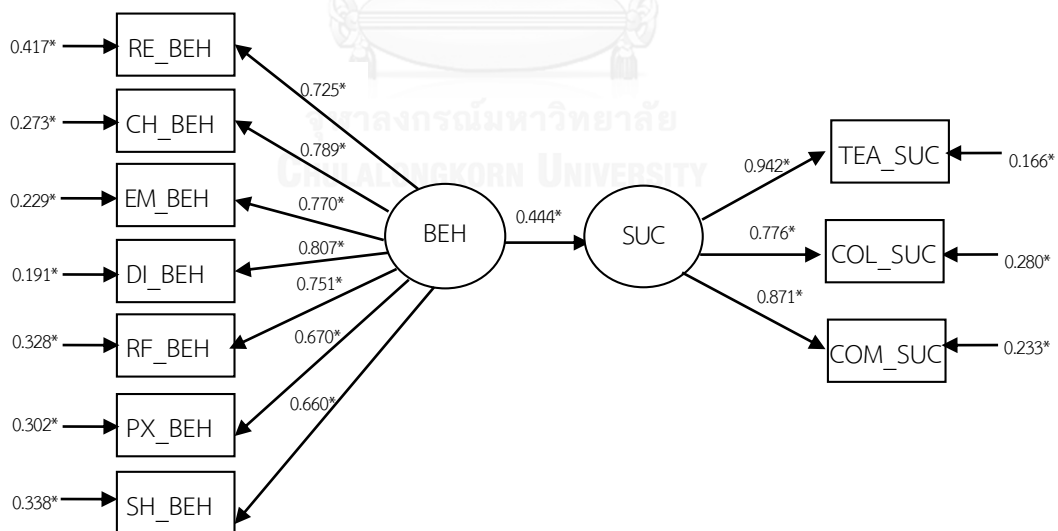 0.417*
RE_BEH
0.725*
0.273*
CH_BEH
0.789*
0.229*
EM_BEH
0.770*
0.191*
DI_BEH
0.807*
0.328*
RF_BEH
0.751*
0.302*
PX_BEH
0.670*
0.338*
SH_BEH
0.660*
BEH
0.444*
SUC
0.942*
TEA_SUC
0.166*
0.776*
COL_SUC
0.280*
0.871*
COM_SUC
0.233*
จุฬาลงกรณ์มหาวิทยาลัย
CHULALONGKORN UNIVERSITY